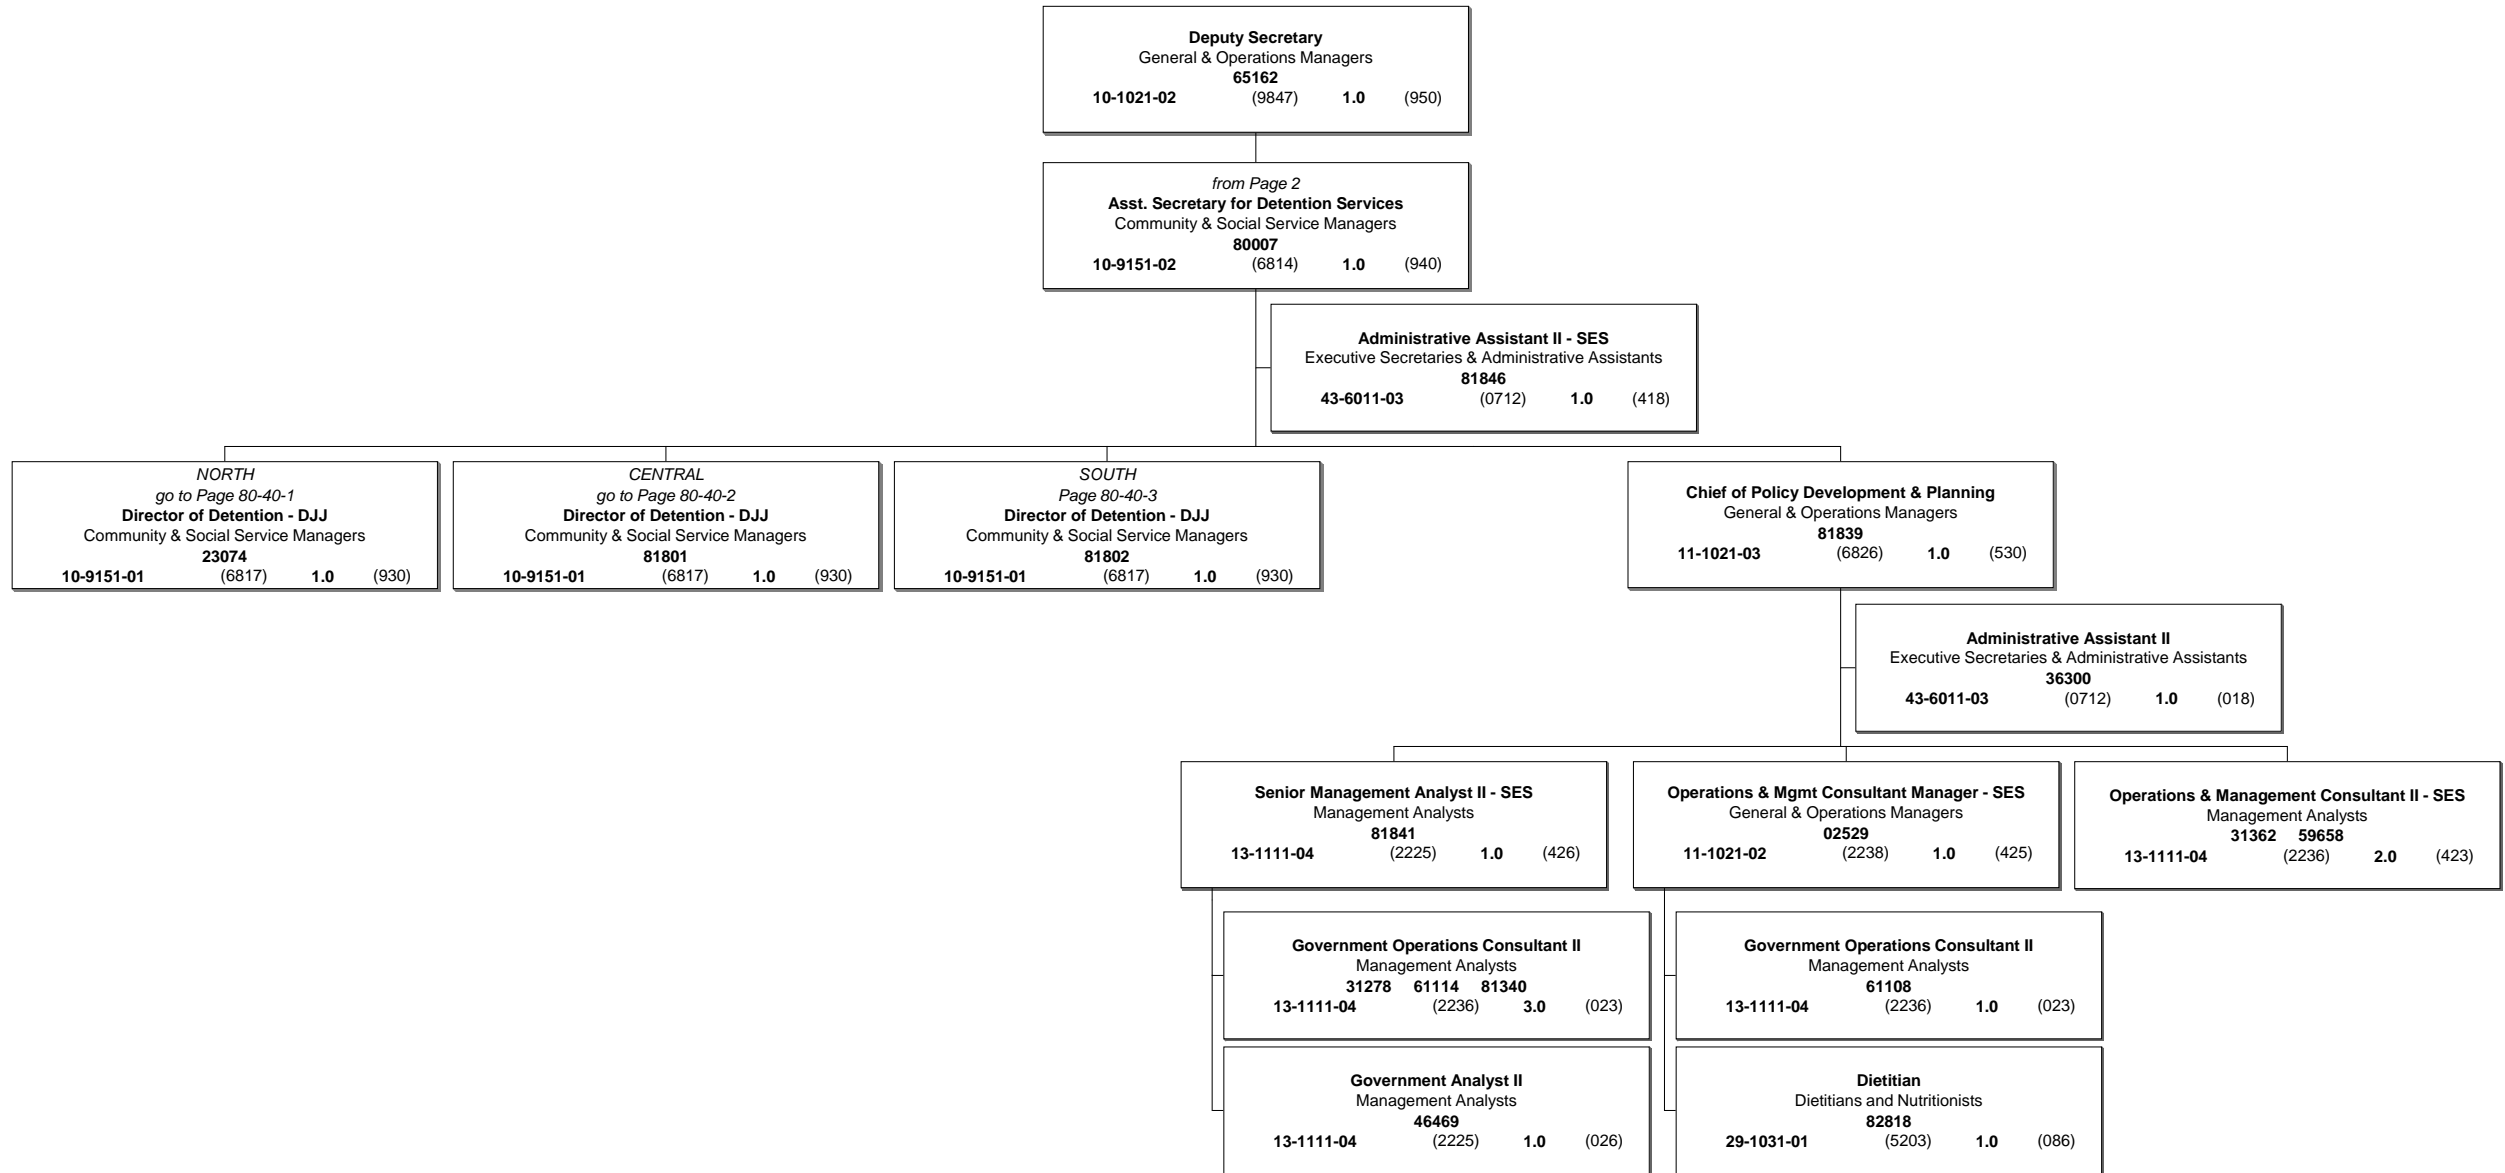 Deputy Secretary
General & Operations Managers
65162
10-1021-02 (9847) 1.0 (950)
from Page 2
Asst. Secretary for Detention Services
Community & Social Service Managers
80007
10-9151-02 (6814) 1.0 (940)
Administrative Assistant II - SES
Executive Secretaries & Administrative Assistants
81846
43-6011-03 (0712) 1.0 (418)
NORTH
go to Page 80-40-1
Director of Detention - DJJ
Community & Social Service Managers
23074
10-9151-01 (6817) 1.0 (930)
CENTRAL
go to Page 80-40-2
Director of Detention - DJJ
Community & Social Service Managers
81801
10-9151-01 (6817) 1.0 (930)
SOUTH
Page 80-40-3
Director of Detention - DJJ
Community & Social Service Managers
81802
10-9151-01 (6817) 1.0 (930)
Chief of Policy Development & Planning
General & Operations Managers
81839
11-1021-03 (6826) 1.0 (530)
Administrative Assistant II
Executive Secretaries & Administrative Assistants
36300
43-6011-03 (0712) 1.0 (018)
Senior Management Analyst II - SES
Management Analysts
81841
13-1111-04 (2225) 1.0 (426)
Operations & Mgmt Consultant Manager - SES
General & Operations Managers
02529
11-1021-02 (2238) 1.0 (425)
Operations & Management Consultant II - SES
Management Analysts
31362 59658
13-1111-04 (2236) 2.0 (423)
Government Operations Consultant II
Management Analysts
31278 61114 81340
13-1111-04 (2236) 3.0 (023)
Government Operations Consultant II
Management Analysts
61108
13-1111-04 (2236) 1.0 (023)
Government Analyst II
Management Analysts
46469
13-1111-04 (2225) 1.0 (026)
Dietitian
Dietitians and Nutritionists
82818
29-1031-01 (5203) 1.0 (086)